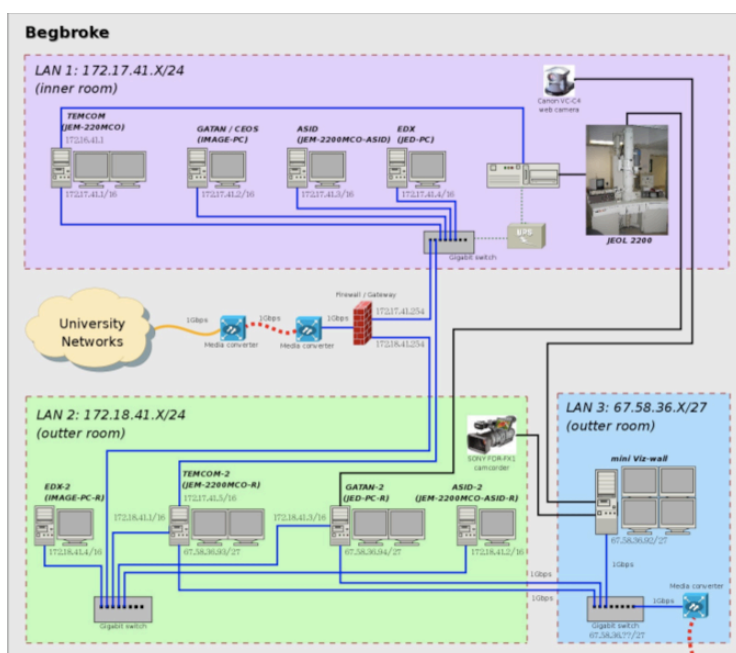 Begbroke
LAN 1: 172.17.41.X/24
(inner room)
Canon VC-C4
web camera
TEMCOM
(JEM-220MCO)
172.16.41.1
GATAN / CEOS
(IMAGE-PC)
ASID
(JEM-2200MCO-ASID)
EDX
(JED-PC)
172.17.41.1/16
172.17.41.2/16
172.17.41.3/16
172.17.41.4/16
JEOL 2200
Gigabit switch
Firewall / Gateway
172.17.41.254
172.18.41.254
University
Networks
1Gbps
1Gbps
1Gbps
Media converter
Media converter
LAN 2: 172.18.41.X/24
(outter room)
SONY FDR-FX1
camcorder
LAN 3: 67.58.36.X/27
(outter room)
mini Viz-wall
67.58.36.92/27
EDX-2
(IMAGE-PC-R)
172.18.41.4/16
TEMCOM-2
(JEM-2200MCO-R)
172.17.41.5/16
172.18.41.1/16
67.58.36.93/27
GATAN-2
(JED-PC-R)
172.18.41.3/16
67.58.36.94/27
ASID-2
(JEM-2200MCO-ASID-R)
172.18.41.2/16
1Gbps
1Gbps
1Gbps
1Gbps
Media converter
Gigabit switch
Gigabit switch
67.58.36.77/27